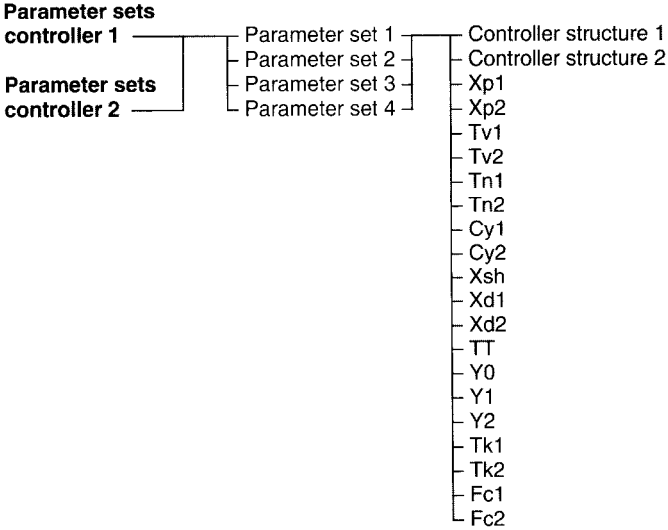 Parameter sets
controller 1
Parameter sets
controller 2
Parameter set 1
Parameter set 2
Parameter set 3
Parameter set 4
Controller structure 1
Controller structure 2
Xp1
Xp2
Tv1
Tv2
Tn1
Tn2
Cy1
Cy2
Xsh
Xd1
Xd2
TT
Y0
Y1
Y2
Tk1
Tk2
Fc1
Fc2